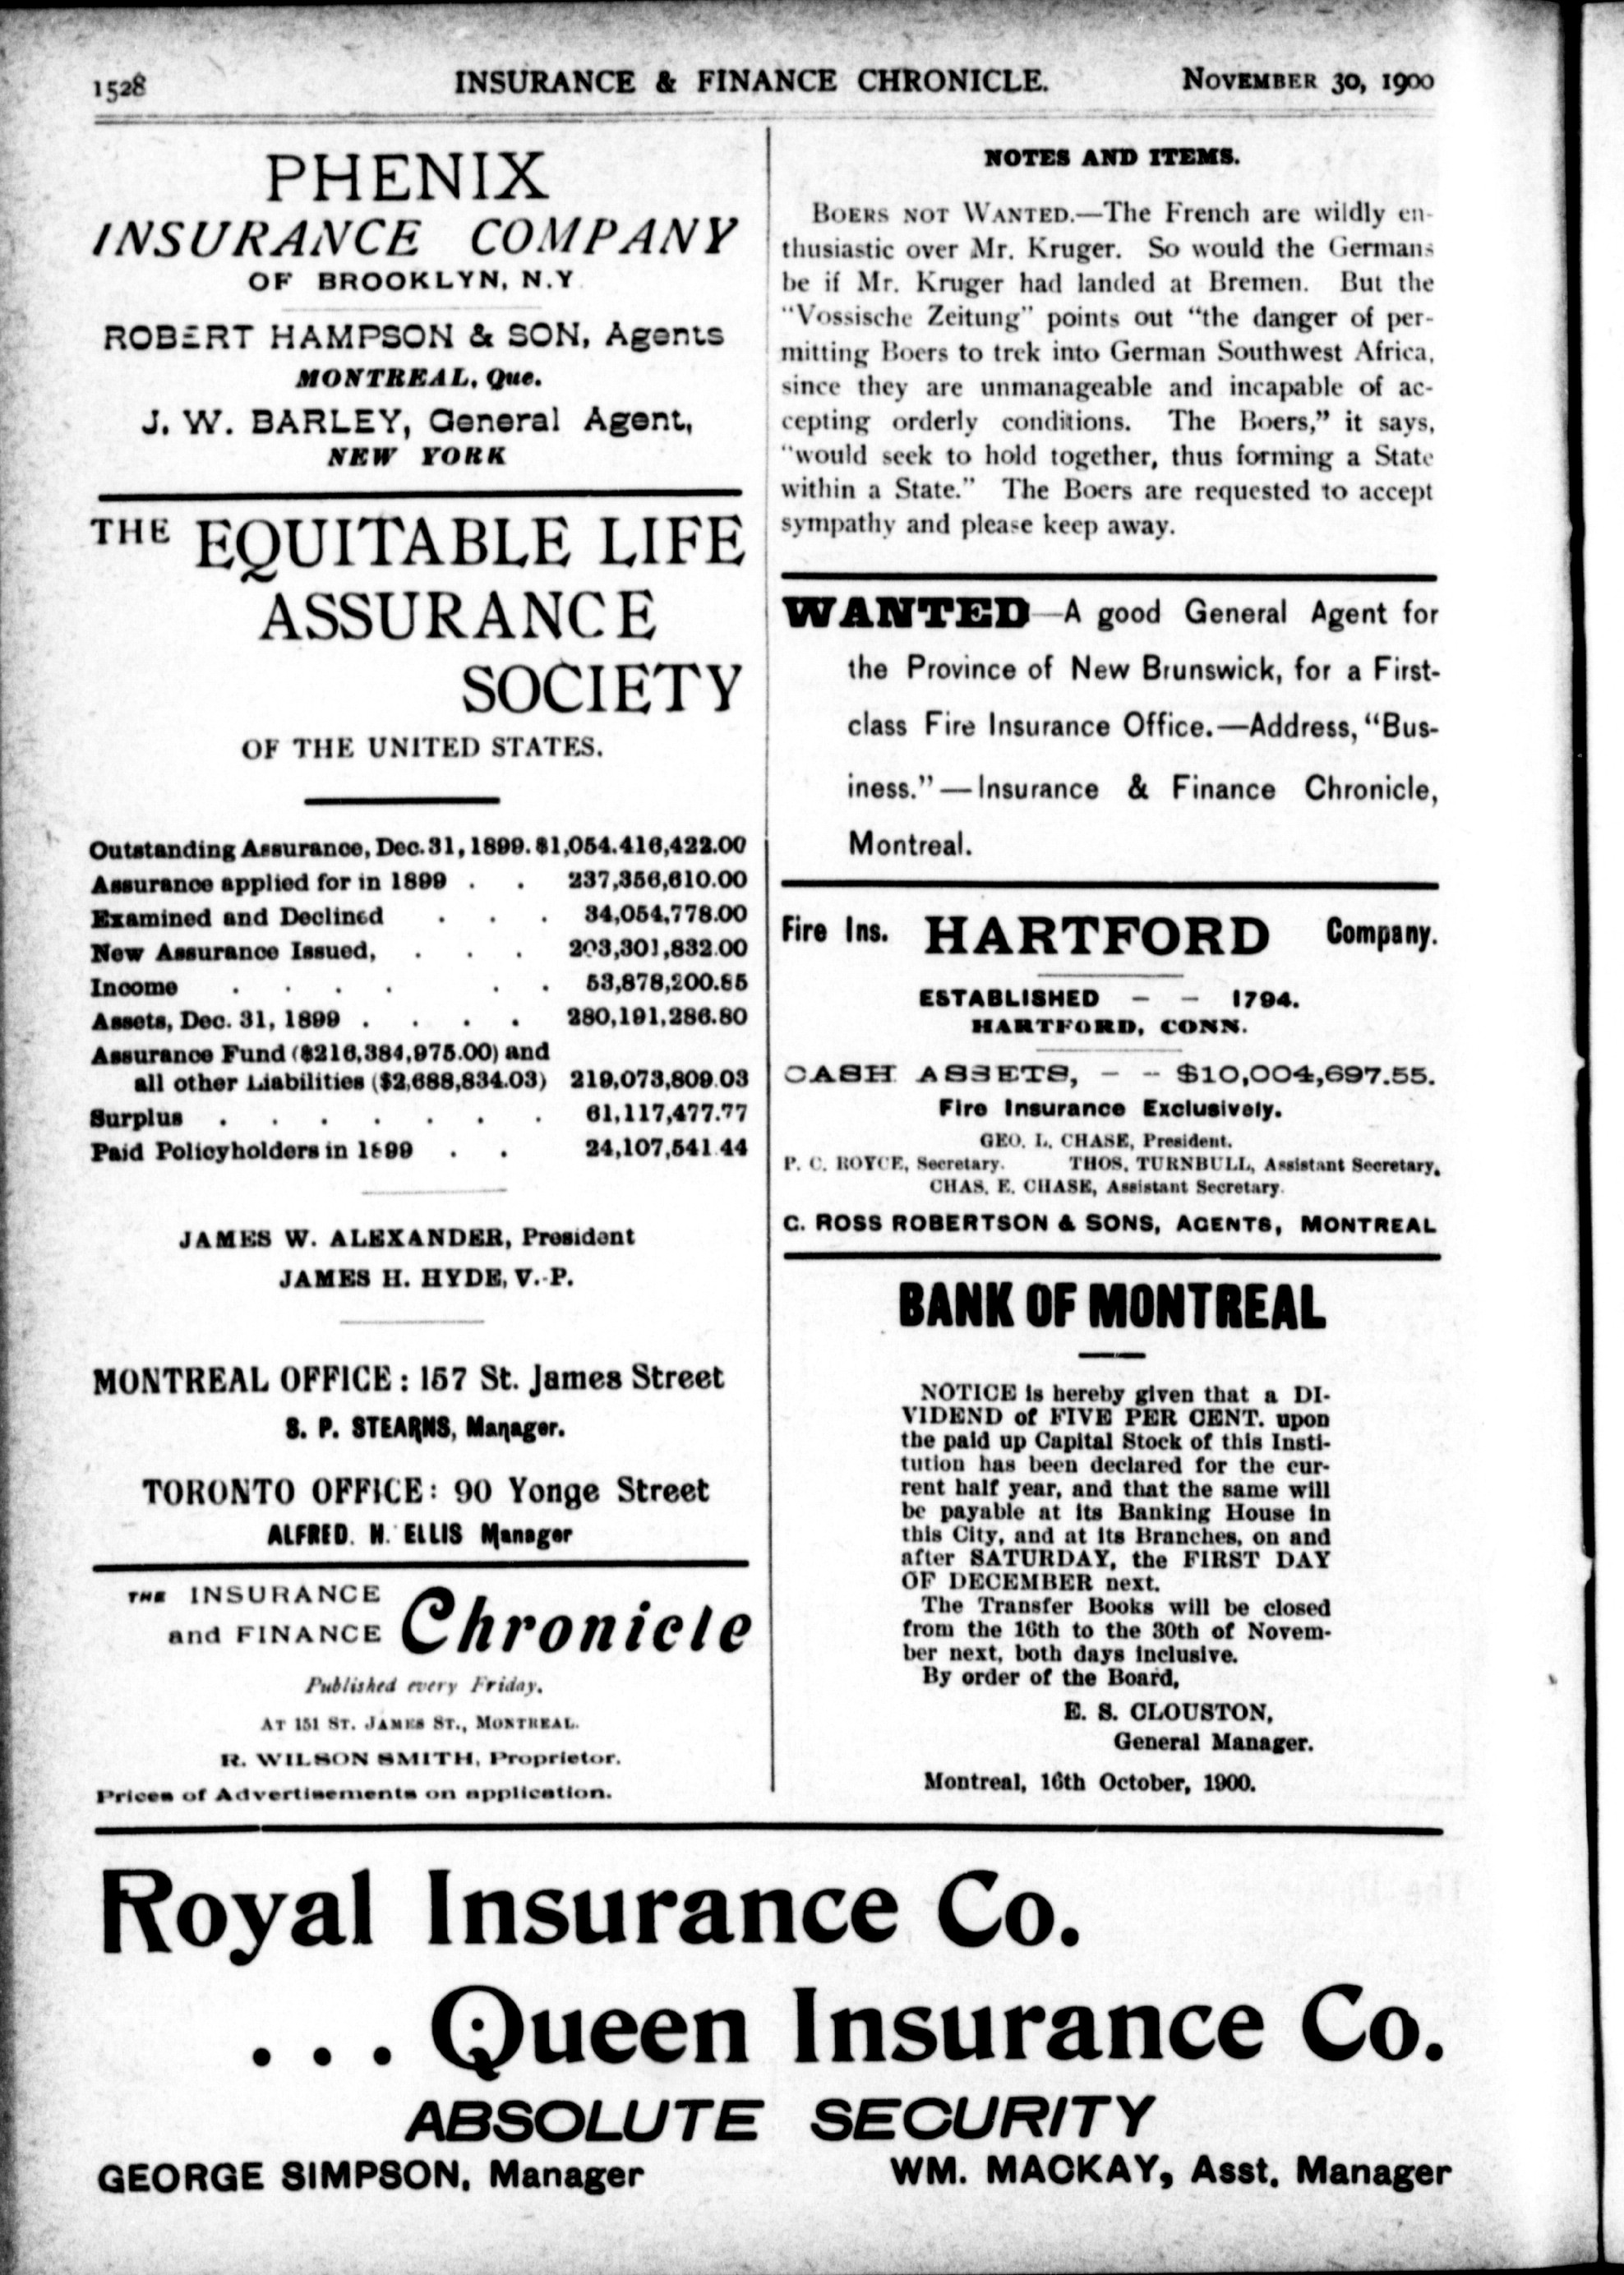 1528 INSURANCE & FINANCE CHRONICLE. NOVEMBER 30, 1900
PHENIX
INSURANCE COMPANY
OF BROOKLYN, N.Y
ROBERT HAMPSON & SON, Agents
MONTREAL, Que.
J. W. BARLEY, General Agent,
NEW YORK
THE EQUITABLE LIFE
ASSURANCE
SOCIETY
OF THE UNITED STATES.
Outstanding Assurance, Dec. 31, 1899. $1,054.416,422.00
Assurance applied for in 1899 . . 237,356,610.00
Examined and Declined . . . 34,054,778.00
New Assurance Issued, . . . 203,301,832.00
Income . . . . . . 53,878,200.85
Assets, Dec. 31, 1899 . . . . 280,191,286.80
Assurance Fund ($216,384,975.00) and
all other Liabilities ($2,688,834.03) 219,073,809.03
Surplus . . . . . . . 61,117,477.77
Paid Policyholders in 1899 . . 24,107,541.44
JAMES W. ALEXANDER, President
JAMES H. HYDE, V.-P.
MONTREAL OFFICE : 157 St. James Street
S. P. STEARNS, Manager.
TORONTO OFFICE: 90 Yonge Street
ALFRED. H. ELLIS Manager
THE INSURANCE
and FINANCE Chronicle
Published every Friday.
AT 151 ST. JAMES ST., MONTREAL.
R. WILSON SMITH, Proprietor.
Prices of Advertisements on application.
NOTES AND ITEMS.
BOERS NOT WANTED.—The French are wildly en-
thusiastic over Mr. Kruger. So would the Germans
be if Mr. Kruger had landed at Bremen. But the
"Vossische Zeitung" points out "the danger of per-
mitting Boers to trek into German Southwest Africa,
since they are unmanageable and incapable of ac-
cepting orderly conditions. The Boers," it says,
"would seek to hold together, thus forming a State
within a State." The Boers are requested to accept
sympathy and please keep away.
WANTED—A good General Agent for
the Province of New Brunswick, for a First-
class Fire Insurance Office.—Address, "Bus-
iness."—Insurance & Finance Chronicle,
Montreal.
Fire Ins. HARTFORD Company.
ESTABLISHED - - 1794.
HARTFORD, CONN.
CASH ASSETS, - - $10,004,697.55.
Fire Insurance Exclusively.
GEO. L. CHASE, President.
P. C. ROYCE, Secretary. THOS. TURNBULL, Assistant Secretary,
CHAS. E. CHASE, Assistant Secretary.
C. ROSS ROBERTSON & SONS, AGENTS, MONTREAL
BANK OF MONTREAL
NOTICE is hereby given that a DI-
VIDEND of FIVE PER CENT. upon
the paid up Capital Stock of this Insti-
tution has been declared for the cur-
rent half year, and that the same will
be payable at its Banking House in
this City, and at its Branches, on and
after SATURDAY, the FIRST DAY
OF DECEMBER next.
The Transfer Books will be closed
from the 16th to the 30th of Novem-
ber next, both days inclusive.
By order of the Board,
E. S. CLOUSTON,
General Manager.
Montreal, 16th October, 1900.
Royal Insurance Co.
. . . Queen Insurance Co.
ABSOLUTE SECURITY
GEORGE SIMPSON, Manager WM. MACKAY, Asst. Manager